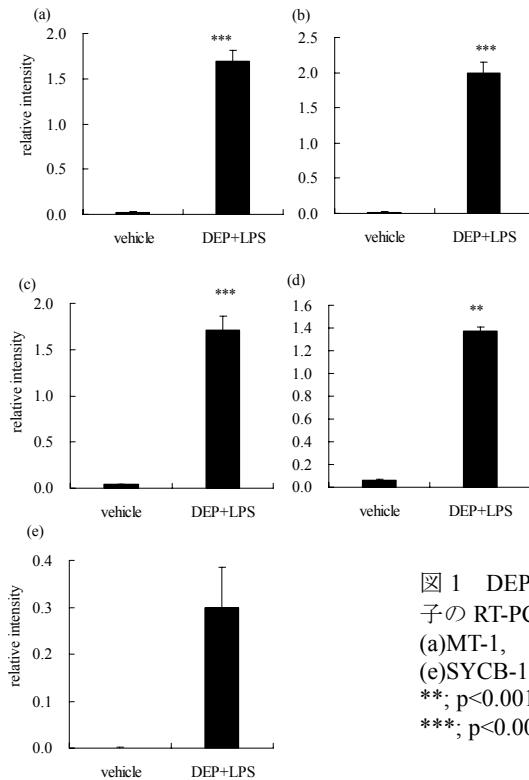 (a)
***
2.0
1.5
1.0
0.5
0.0
relative intensity
vehicle DEP+LPS
(b)
***
2.5
2.0
1.5
1.0
0.5
0.0
vehicle DEP+LPS
(c)
***
2.0
1.5
1.0
0.5
0.0
relative intensity
vehicle DEP+LPS
(d)
**
1.6
1.4
1.2
1.0
0.8
0.6
0.4
0.2
0.0
vehicle DEP+LPS
(e)
0.4
0.3
0.2
0.1
0.0
relative intensity
vehicle DEP+LPS
図 1 DEP
子の RT-PC
(a)MT-1,
(e)SYCB-1
**; p<0.001
***; p<0.00